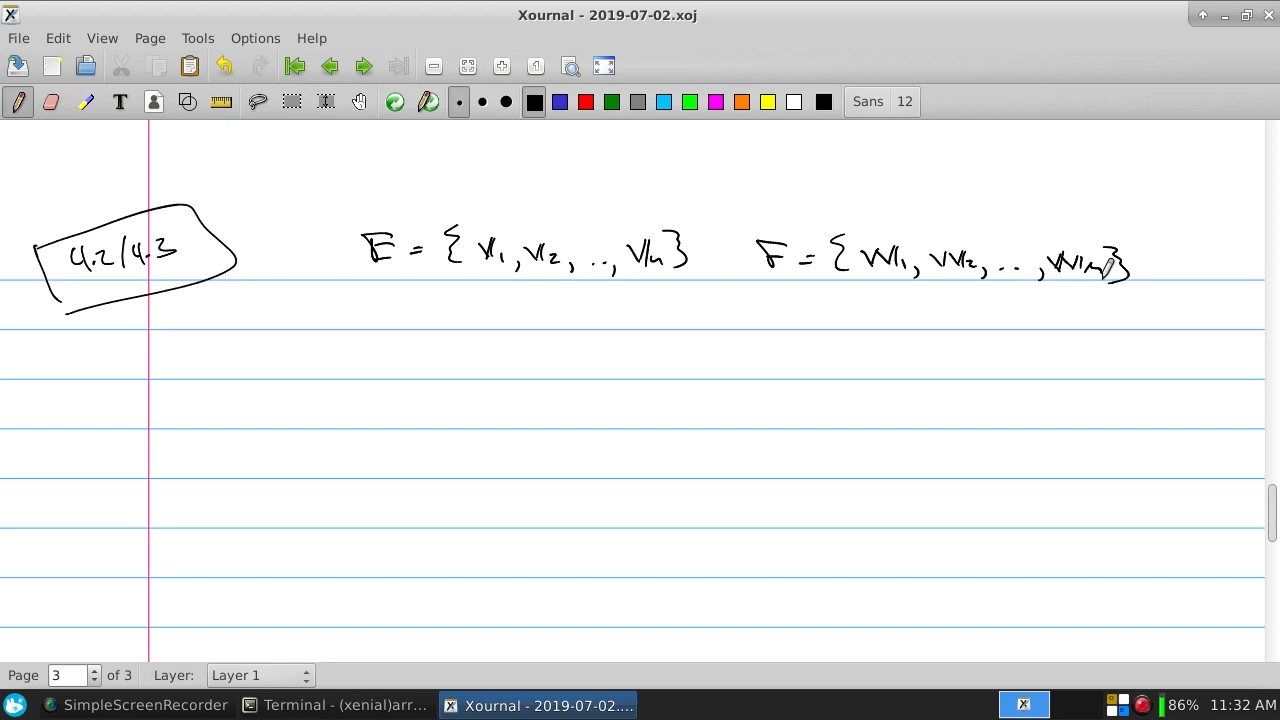 Xournal - 2019-07-02.xoj
File Edit View Page Tools Options Help
Sans 12
4.2/4.3 E = { v1, v2, .., vn} F = { w1, w2, .. , wm}
Page 3 of 3 Layer: Layer 1
SimpleScreenRecorder Terminal - (xenial)arr... Xournal - 2019-07-02.... 86% 11:32 AM